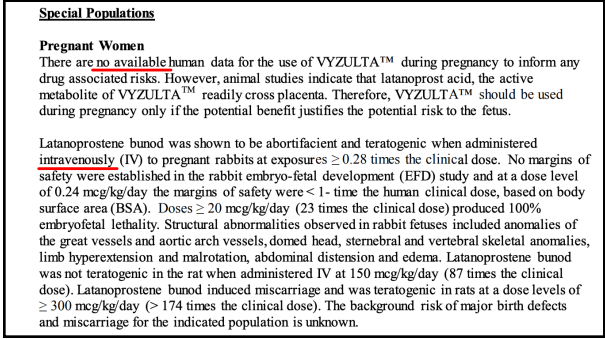 Special Populations
Pregnant Women
There are no available human data for the use of VYZULTA™ during pregnancy to inform any
drug associated risks. However, animal studies indicate that latanoprost acid, the active
metabolite of VYZULTA™ readily cross placenta. Therefore, VYZULTA™ should be used
during pregnancy only if the potential benefit justifies the potential risk to the fetus.
Latanoprostene bunod was shown to be abortifacient and teratogenic when administered
intravenously (IV) to pregnant rabbits at exposures ≥ 0.28 times the clinical dose. No margins of
safety were established in the rabbit embryo-fetal development (EFD) study and at a dose level
of 0.24 mcg/kg/day the margins of safety were < 1- time the human clinical dose, based on body
surface area (BSA). Doses ≥ 20 mcg/kg/day (23 times the clinical dose) produced 100%
embryofetal lethality. Structural abnormalities observed in rabbit fetuses included anomalies of
the great vessels and aortic arch vessels, domed head, sternebral and vertebral skeletal anomalies,
limb hyperextension and malrotation, abdominal distension and edema. Latanoprostene bunod
was not teratogenic in the rat when administered IV at 150 mcg/kg/day (87 times the clinical
dose). Latanoprostene bunod induced miscarriage and was teratogenic in rats at a dose levels of
≥ 300 mcg/kg/day (> 174 times the clinical dose). The background risk of major birth defects
and miscarriage for the indicated population is unknown.